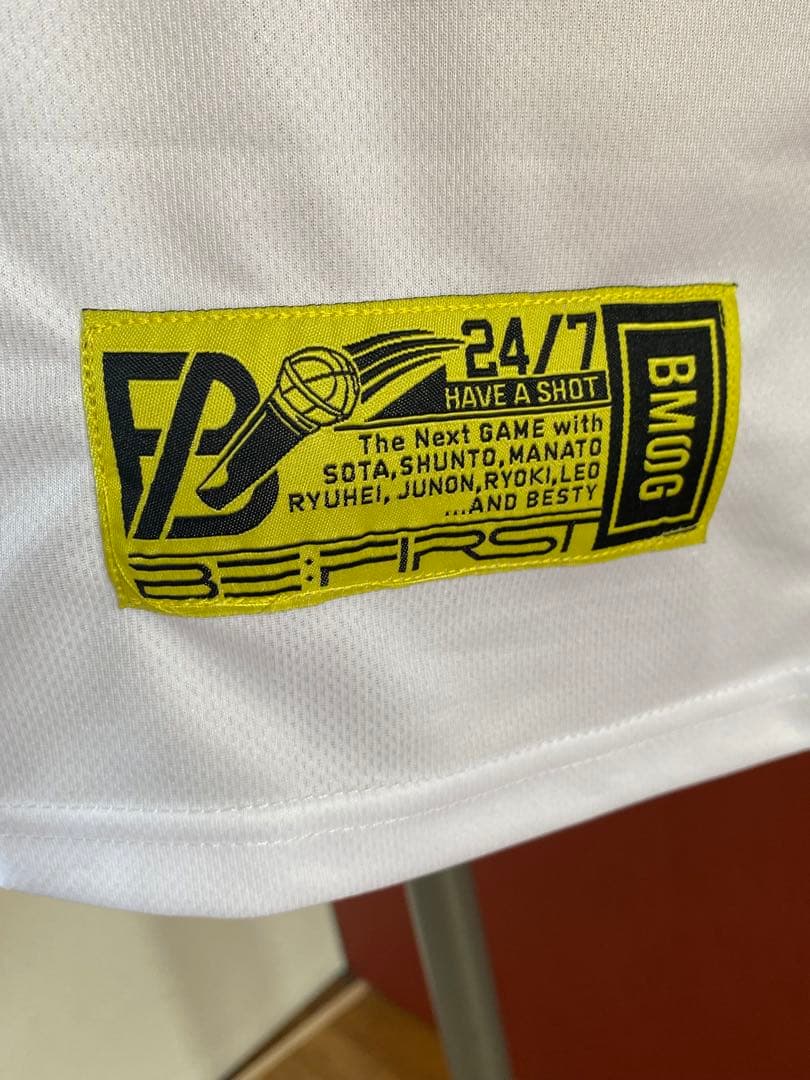 24/7
HAVE A SHOT
The Next GAME with
SOTA,SHUNTO,MANATO
RYUHEI,JUNON,RYOKI,LEO
...AND BESTY
BE:FIRST
BMSG